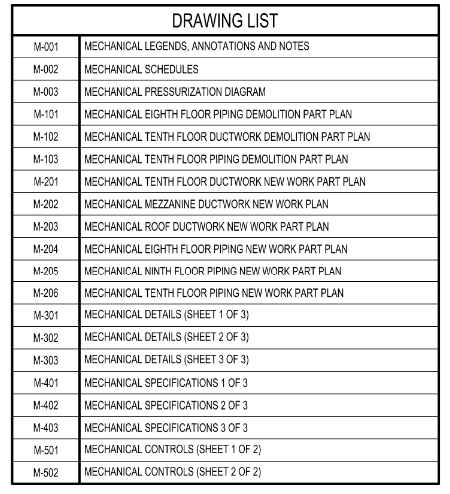 DRAWING LIST
M-001 MECHANICAL LEGENDS, ANNOTATIONS AND NOTES
M-002 MECHANICAL SCHEDULES
M-003 MECHANICAL PRESSURIZATION DIAGRAM
M-101 MECHANICAL EIGHTH FLOOR PIPING DEMOLITION PART PLAN
M-102 MECHANICAL TENTH FLOOR DUCTWORK DEMOLITION PART PLAN
M-103 MECHANICAL TENTH FLOOR PIPING DEMOLITION PART PLAN
M-201 MECHANICAL TENTH FLOOR DUCTWORK NEW WORK PART PLAN
M-202 MECHANICAL MEZZANINE DUCTWORK NEW WORK PLAN
M-203 MECHANICAL ROOF DUCTWORK NEW WORK PART PLAN
M-204 MECHANICAL EIGHTH FLOOR PIPING NEW WORK PART PLAN
M-205 MECHANICAL NINTH FLOOR PIPING NEW WORK PART PLAN
M-206 MECHANICAL TENTH FLOOR PIPING NEW WORK PART PLAN
M-301 MECHANICAL DETAILS (SHEET 1 OF 3)
M-302 MECHANICAL DETAILS (SHEET 2 OF 3)
M-303 MECHANICAL DETAILS (SHEET 3 OF 3)
M-401 MECHANICAL SPECIFICATIONS 1 OF 3
M-402 MECHANICAL SPECIFICATIONS 2 OF 3
M-403 MECHANICAL SPECIFICATIONS 3 OF 3
M-501 MECHANICAL CONTROLS (SHEET 1 OF 2)
M-502 MECHANICAL CONTROLS (SHEET 2 OF 2)